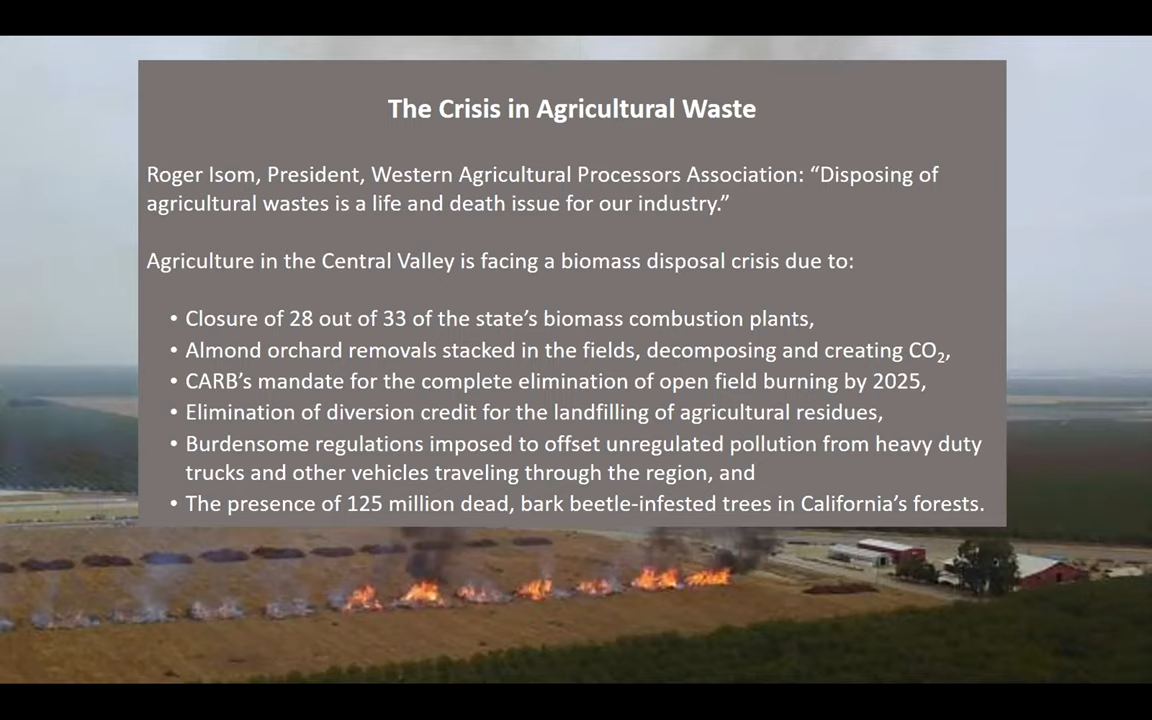 The Crisis in Agricultural Waste
Roger Isom, President, Western Agricultural Processors Association: “Disposing of
agricultural wastes is a life and death issue for our industry.”
Agriculture in the Central Valley is facing a biomass disposal crisis due to:
• Closure of 28 out of 33 of the state’s biomass combustion plants,
• Almond orchard removals stacked in the fields, decomposing and creating CO₂,
• CARB’s mandate for the complete elimination of open field burning by 2025,
• Elimination of diversion credit for the landfilling of agricultural residues,
• Burdensome regulations imposed to offset unregulated pollution from heavy duty
trucks and other vehicles traveling through the region, and
• The presence of 125 million dead, bark beetle-infested trees in California’s forests.